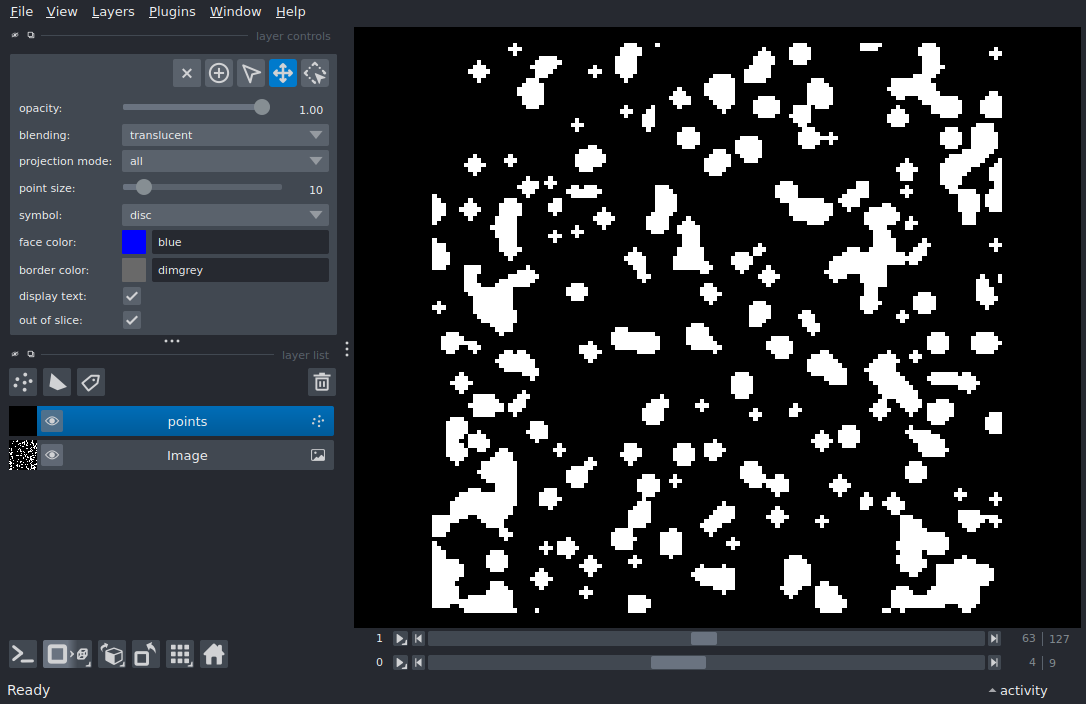 File View Layers Plugins Window Help
layer controls
opacity: 1.00
blending: translucent
projection mode: all
point size: 10
symbol: disc
face color: blue
border color: dimgrey
display text:
out of slice:
layer list
points
Image
1 63 127
0 4 9
Ready activity